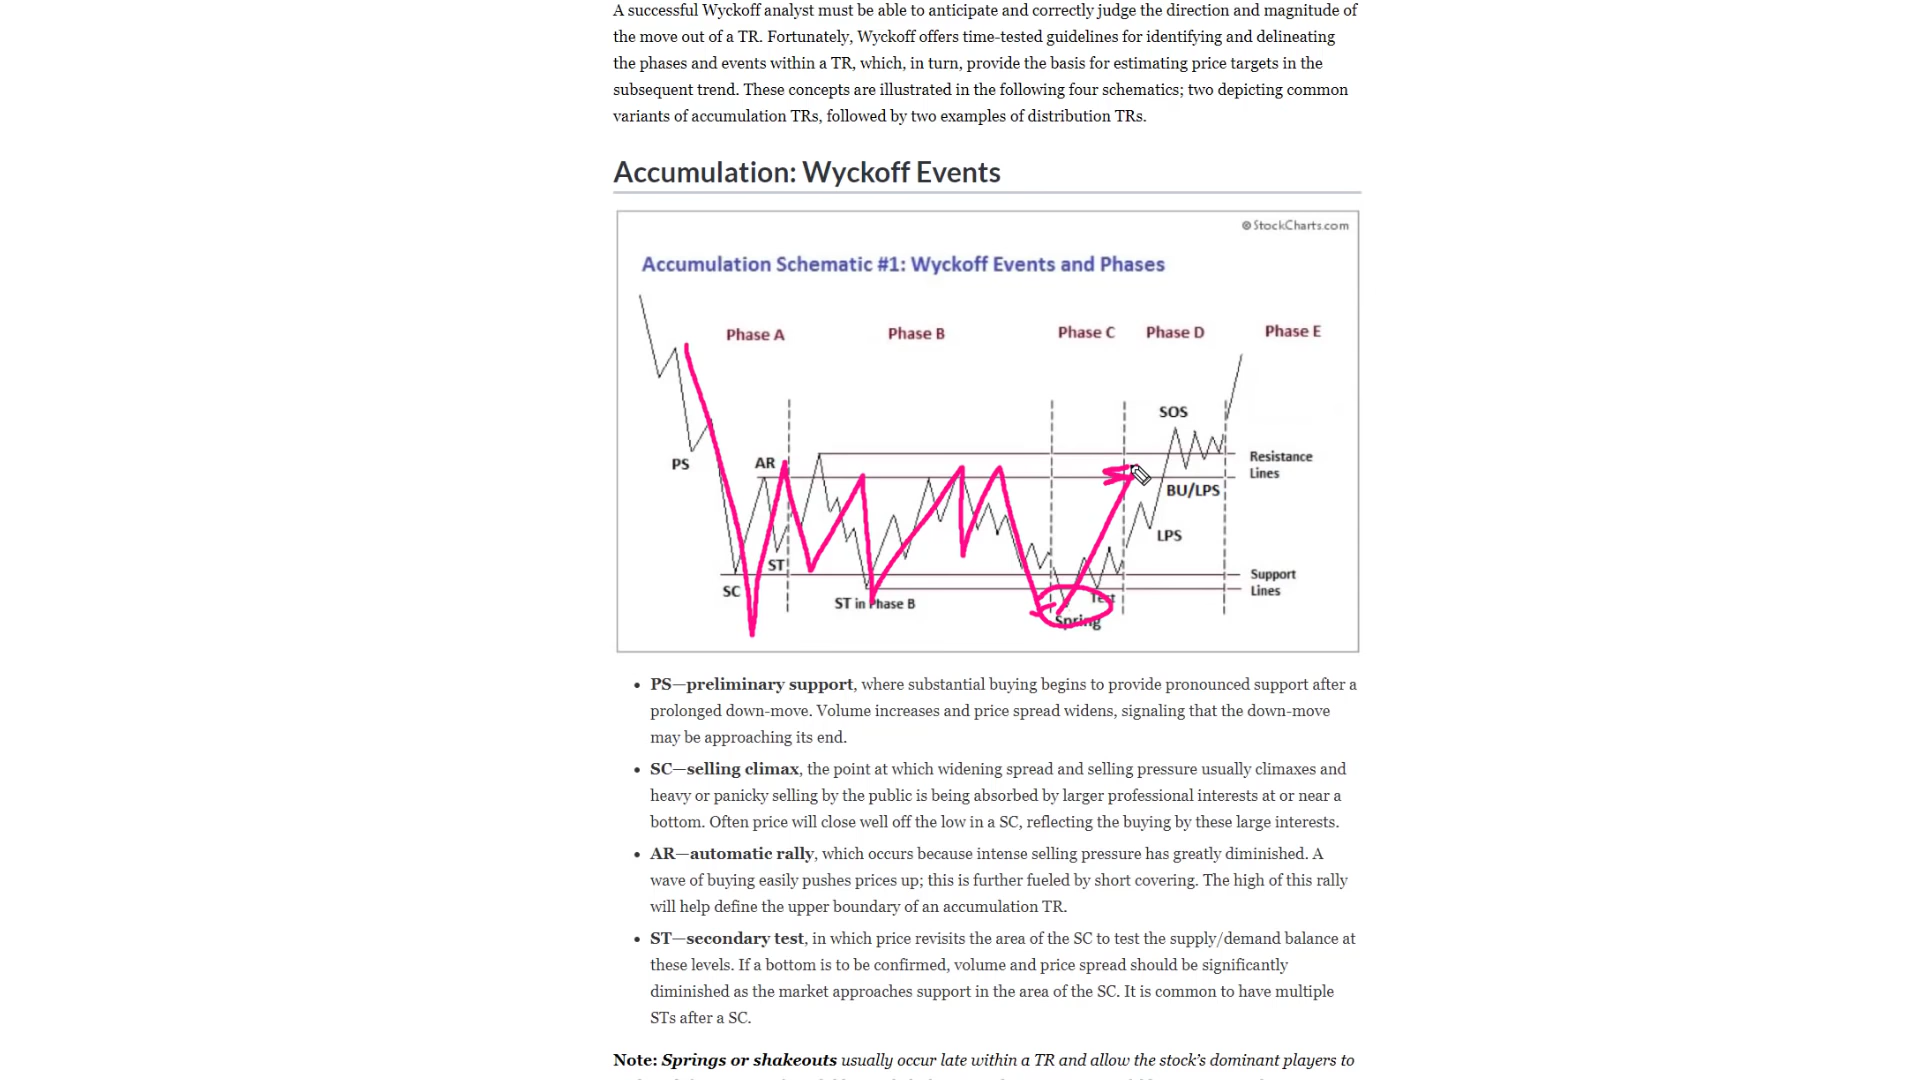 A successful Wyckoff analyst must be able to anticipate and correctly judge the direction and magnitude of
the move out of a TR. Fortunately, Wyckoff offers time-tested guidelines for identifying and delineating
the phases and events within a TR, which, in turn, provide the basis for estimating price targets in the
subsequent trend. These concepts are illustrated in the following four schematics; two depicting common
variants of accumulation TRs, followed by two examples of distribution TRs.
Accumulation: Wyckoff Events
© StockCharts.com
Accumulation Schematic #1: Wyckoff Events and Phases
Phase A
Phase B
Phase C
Phase D
Phase E
SOS
PS
AR
Resistance
Lines
BU/LPS
LPS
ST
SC
Support
Lines
ST in Phase B
Test
Spring
• PS—preliminary support, where substantial buying begins to provide pronounced support after a
prolonged down-move. Volume increases and price spread widens, signaling that the down-move
may be approaching its end.
• SC—selling climax, the point at which widening spread and selling pressure usually climaxes and
heavy or panicky selling by the public is being absorbed by larger professional interests at or near a
bottom. Often price will close well off the low in a SC, reflecting the buying by these large interests.
• AR—automatic rally, which occurs because intense selling pressure has greatly diminished. A
wave of buying easily pushes prices up; this is further fueled by short covering. The high of this rally
will help define the upper boundary of an accumulation TR.
• ST—secondary test, in which price revisits the area of the SC to test the supply/demand balance at
these levels. If a bottom is to be confirmed, volume and price spread should be significantly
diminished as the market approaches support in the area of the SC. It is common to have multiple
STs after a SC.
Note: Springs or shakeouts usually occur late within a TR and allow the stock's dominant players to